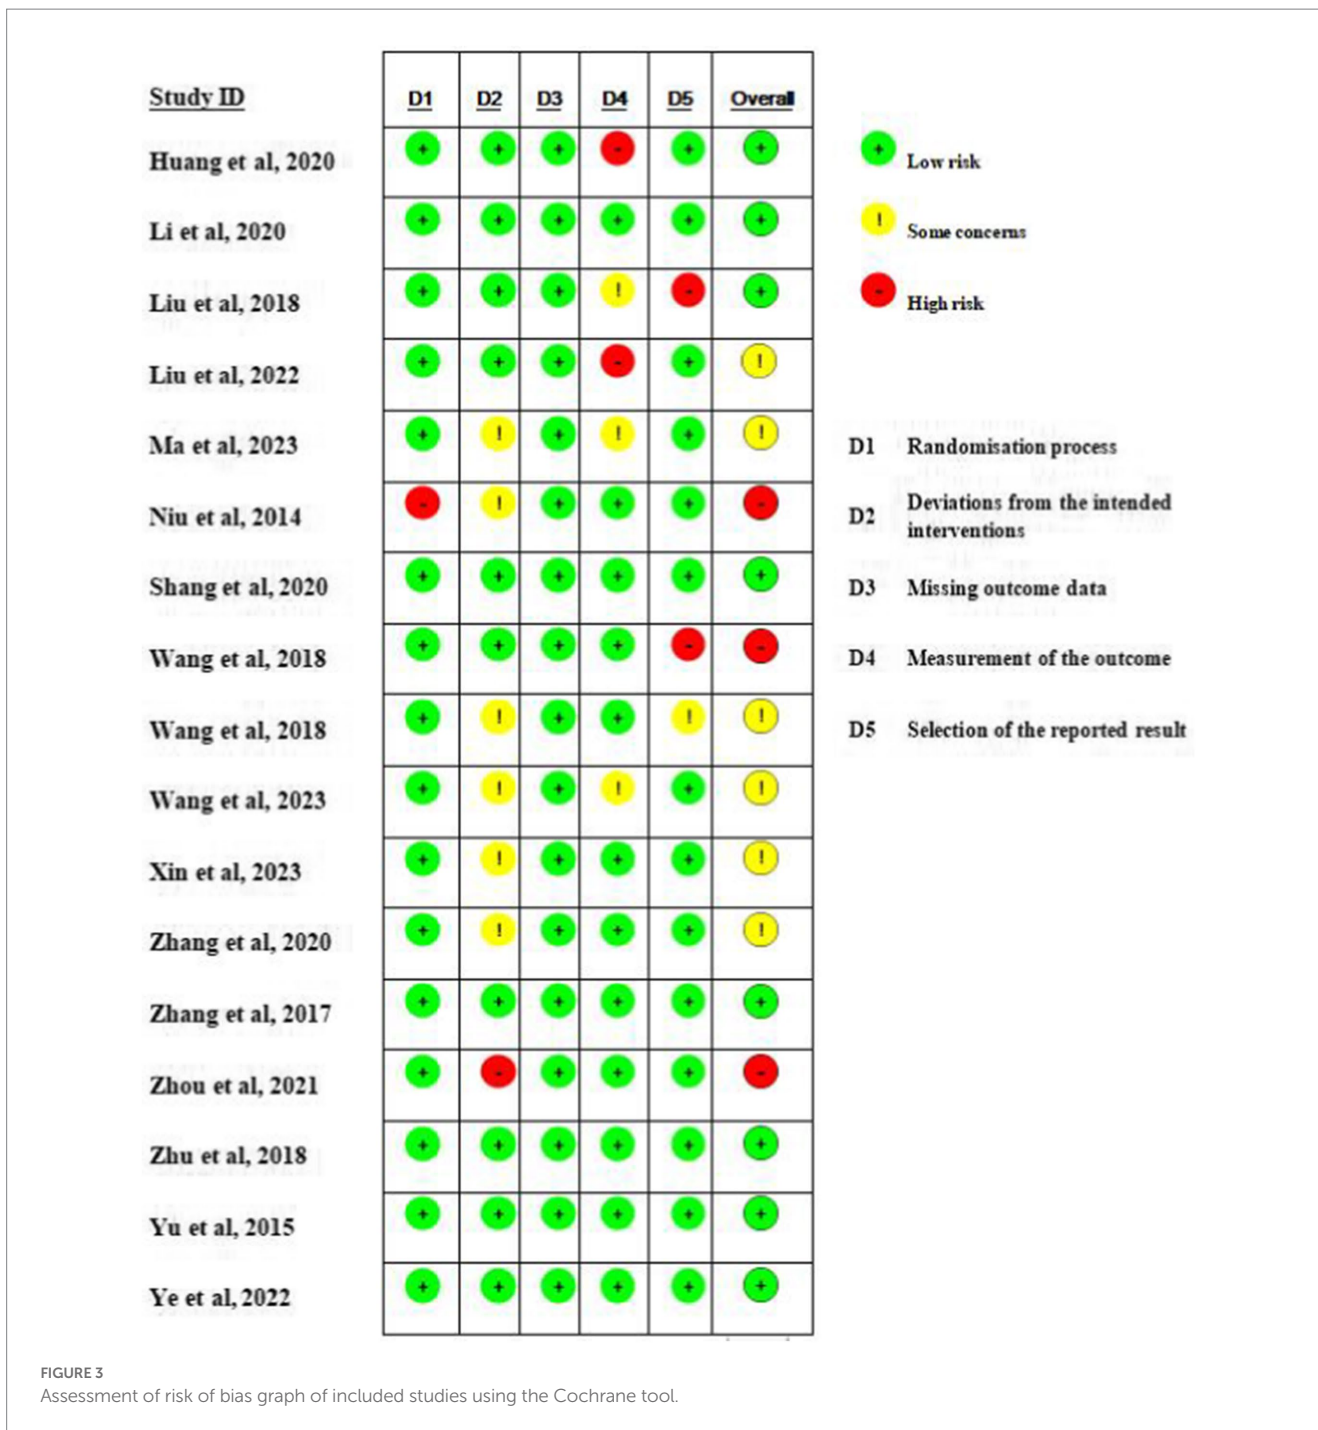 Study ID D1 D2 D3 D4 D5 Overall
Huang et al, 2020 + + + - + +
Li et al, 2020 + + + + + +
Liu et al, 2018 + + + ! - +
Liu et al, 2022 + + + - + !
Ma et al, 2023 + ! + ! + !
Niu et al, 2014 - ! + + + -
Shang et al, 2020 + + + + + +
Wang et al, 2018 + + + + - -
Wang et al, 2018 + ! + + ! !
Wang et al, 2023 + ! + ! + !
Xin et al, 2023 + ! + + + !
Zhang et al, 2020 + ! + + + !
Zhang et al, 2017 + + + + + +
Zhou et al, 2021 + - + + + -
Zhu et al, 2018 + + + + + +
Yu et al, 2015 + + + + + +
Ye et al, 2022 + + + + + +
+ Low risk
! Some concerns
- High risk
D1 Randomisation process
D2 Deviations from the intended
interventions
D3 Missing outcome data
D4 Measurement of the outcome
D5 Selection of the reported result
FIGURE 3
Assessment of risk of bias graph of included studies using the Cochrane tool.